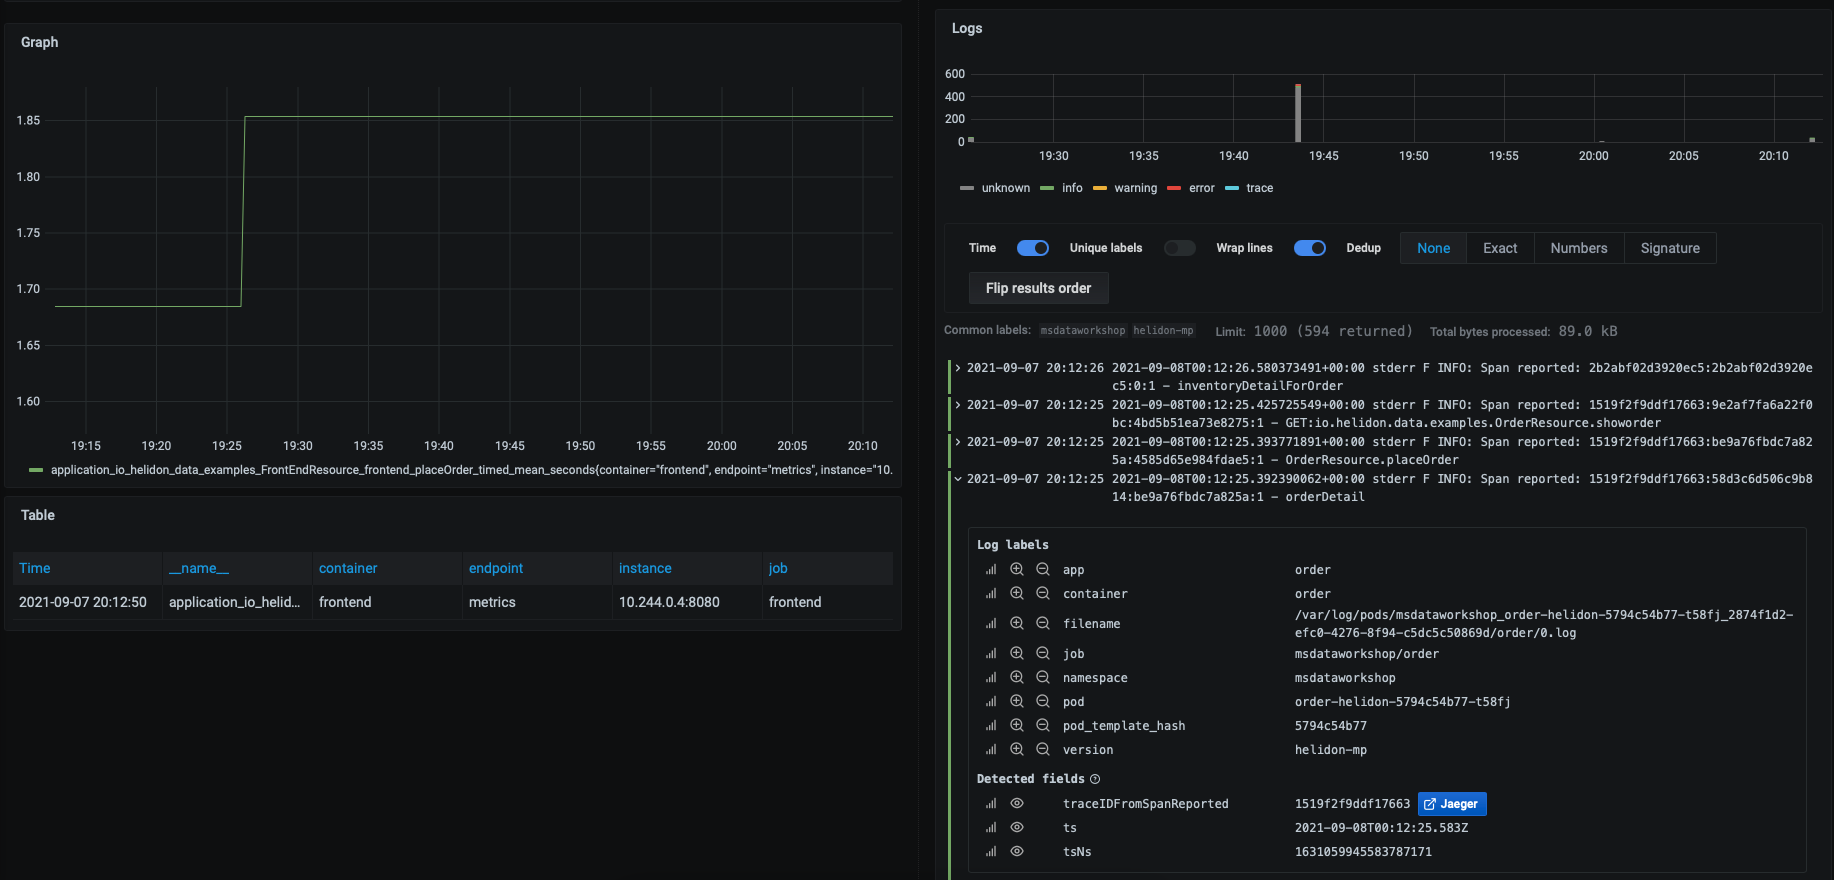 Graph
1.85
1.80
1.75
1.70
1.65
1.60
19:15 19:20 19:25 19:30 19:35 19:40 19:45 19:50 19:55 20:00 20:05 20:10
application_io_helidon_data_examples_FrontEndResource_frontend_placeOrder_timed_mean_seconds{container="frontend", endpoint="metrics", instance="10.
Table
Time __name__ container endpoint instance job
2021-09-07 20:12:50 application_io_helid... frontend metrics 10.244.0.4:8080 frontend
Logs
600
400
200
0
19:30 19:35 19:40 19:45 19:50 19:55 20:00 20:05 20:10
unknown info warning error trace
Time Unique labels Wrap lines Dedup None Exact Numbers Signature
Flip results order
Common labels: msdataworkshop helidon-mp Limit: 1000 (594 returned) Total bytes processed: 89.0 kB
2021-09-07 20:12:26 2021-09-08T00:12:26.580373491+00:00 stderr F INFO: Span reported: 2b2abf02d3920ec5:2b2abf02d3920e
c5:0:1 - inventoryDetailForOrder
2021-09-07 20:12:25 2021-09-08T00:12:25.425725549+00:00 stderr F INFO: Span reported: 1519f2f9ddf17663:9e2af7fa6a22f0
bc:4bd5b51ea73e8275:1 - GET:io.helidon.data.examples.OrderResource.showorder
2021-09-07 20:12:25 2021-09-08T00:12:25.393771891+00:00 stderr F INFO: Span reported: 1519f2f9ddf17663:be9a76fbdc7a82
5a:4585d65e984fdae5:1 - OrderResource.placeOrder
2021-09-07 20:12:25 2021-09-08T00:12:25.392390062+00:00 stderr F INFO: Span reported: 1519f2f9ddf17663:58d3c6d506c9b8
14:be9a76fbdc7a825a:1 - orderDetail
Log labels
app order
container order
filename /var/log/pods/msdataworkshop_order-helidon-5794c54b77-t58fj_2874f1d2-
efc0-4276-8f94-c5dc5c50869d/order/0.log
job msdataworkshop/order
namespace msdataworkshop
pod order-helidon-5794c54b77-t58fj
pod_template_hash 5794c54b77
version helidon-mp
Detected fields
traceIDFromSpanReported 1519f2f9ddf17663 Jaeger
ts 2021-09-08T00:12:25.583Z
tsNs 1631059945583787171